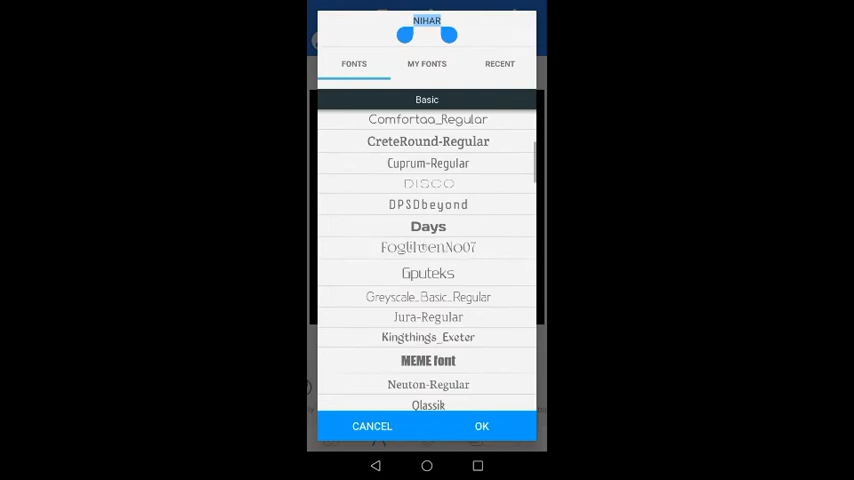 NIHAR
FONTS MY FONTS RECENT
Basic
Comfortaa_Regular
CreteRound-Regular
Cuprum-Regular
DISCO
DPSDbeyond
Days
FoglihtenNo07
Gputeks
Greyscale_Basic_Regular
Jura-Regular
Kingthings_Exeter
MEME font
Neuton-Regular
Qlassik
CANCEL OK